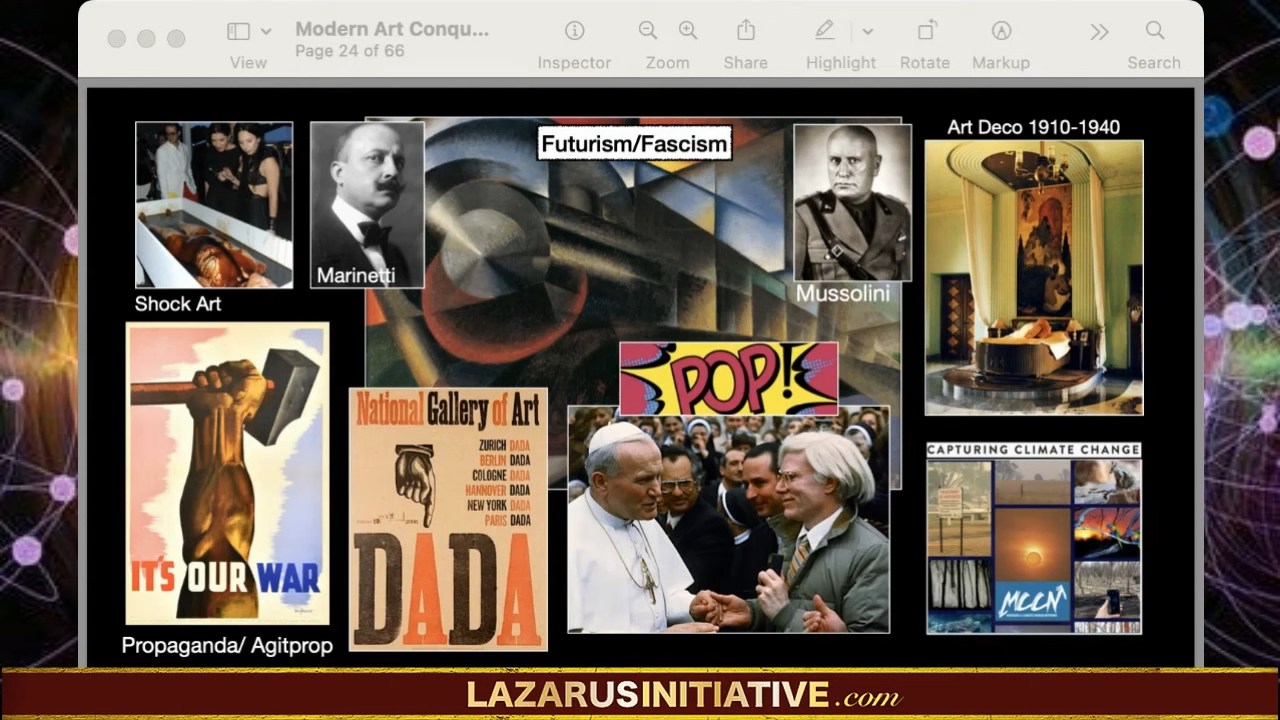 Modern Art Conqu...
Page 24 of 66
View
Inspector
Zoom
Share
Highlight
Rotate
Markup
Search
Futurism/Fascism
Art Deco 1910-1940
Marinetti
Mussolini
Shock Art
POP!
National Gallery of Art
ZURICH DADA
BERLIN DADA
COLOGNE DADA
HANNOVER DADA
NEW YORK DADA
PARIS DADA
DADA
CAPTURING CLIMATE CHANGE
MCCN
IT'S OUR WAR
Propaganda/ Agitprop
LAZARUSINITIATIVE.com